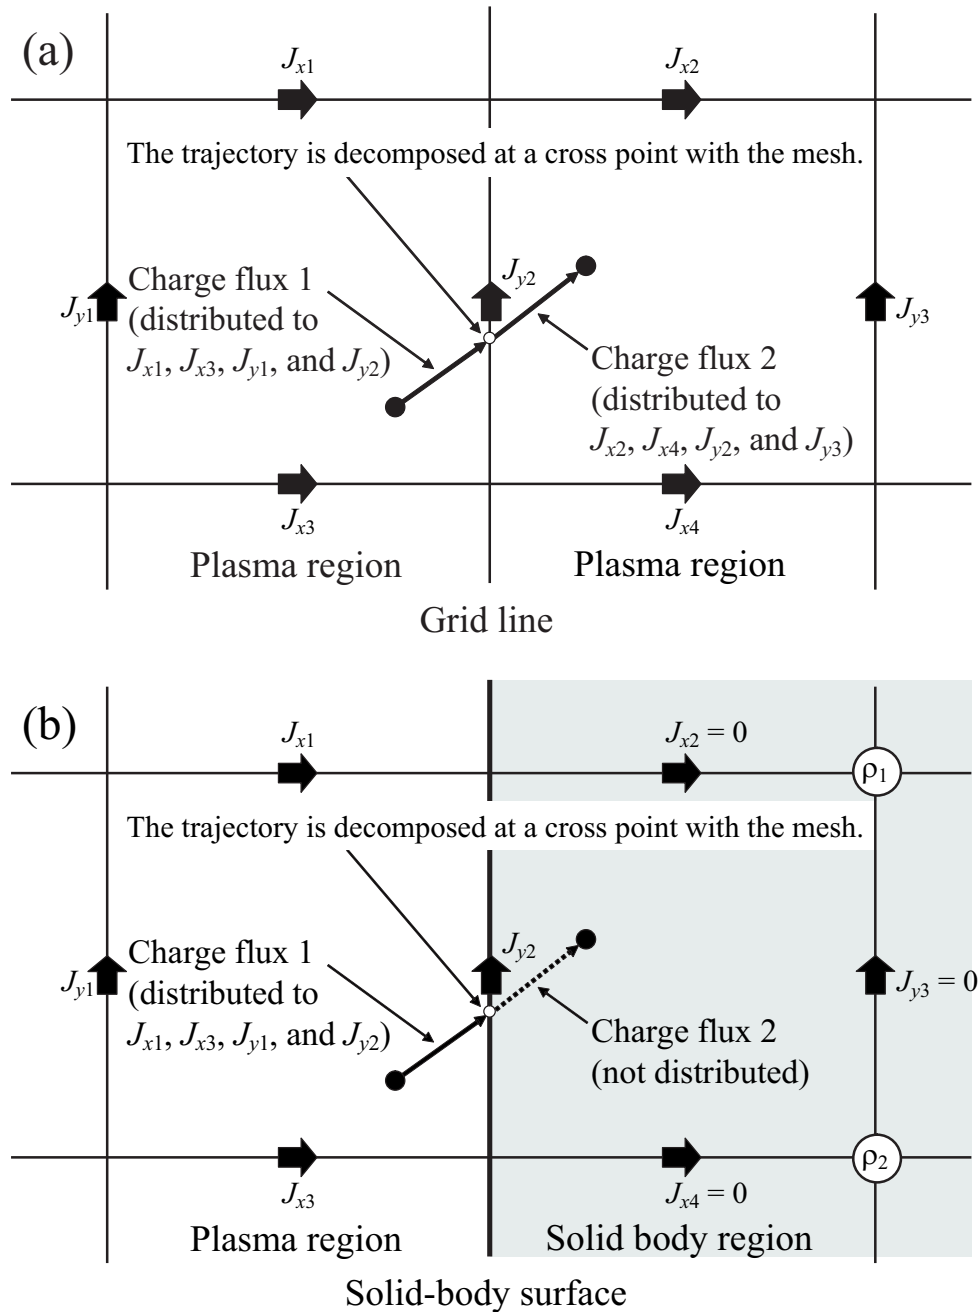 (a)
Jx1
Jx2
The trajectory is decomposed at a cross point with the mesh.
Charge flux 1
(distributed to
Jx1, Jx3, Jy1, and Jy2)
Jy1
Jy2
Jy3
Charge flux 2
(distributed to
Jx2, Jx4, Jy2, and Jy3)
Jx3
Jx4
Plasma region
Plasma region
Grid line
(b)
Jx1
Jx2 = 0
ρ1
The trajectory is decomposed at a cross point with the mesh.
Charge flux 1
(distributed to
Jx1, Jx3, Jy1, and Jy2)
Jy1
Jy2
Jy3 = 0
Charge flux 2
(not distributed)
ρ2
Jx3
Jx4 = 0
Plasma region
Solid body region
Solid-body surface